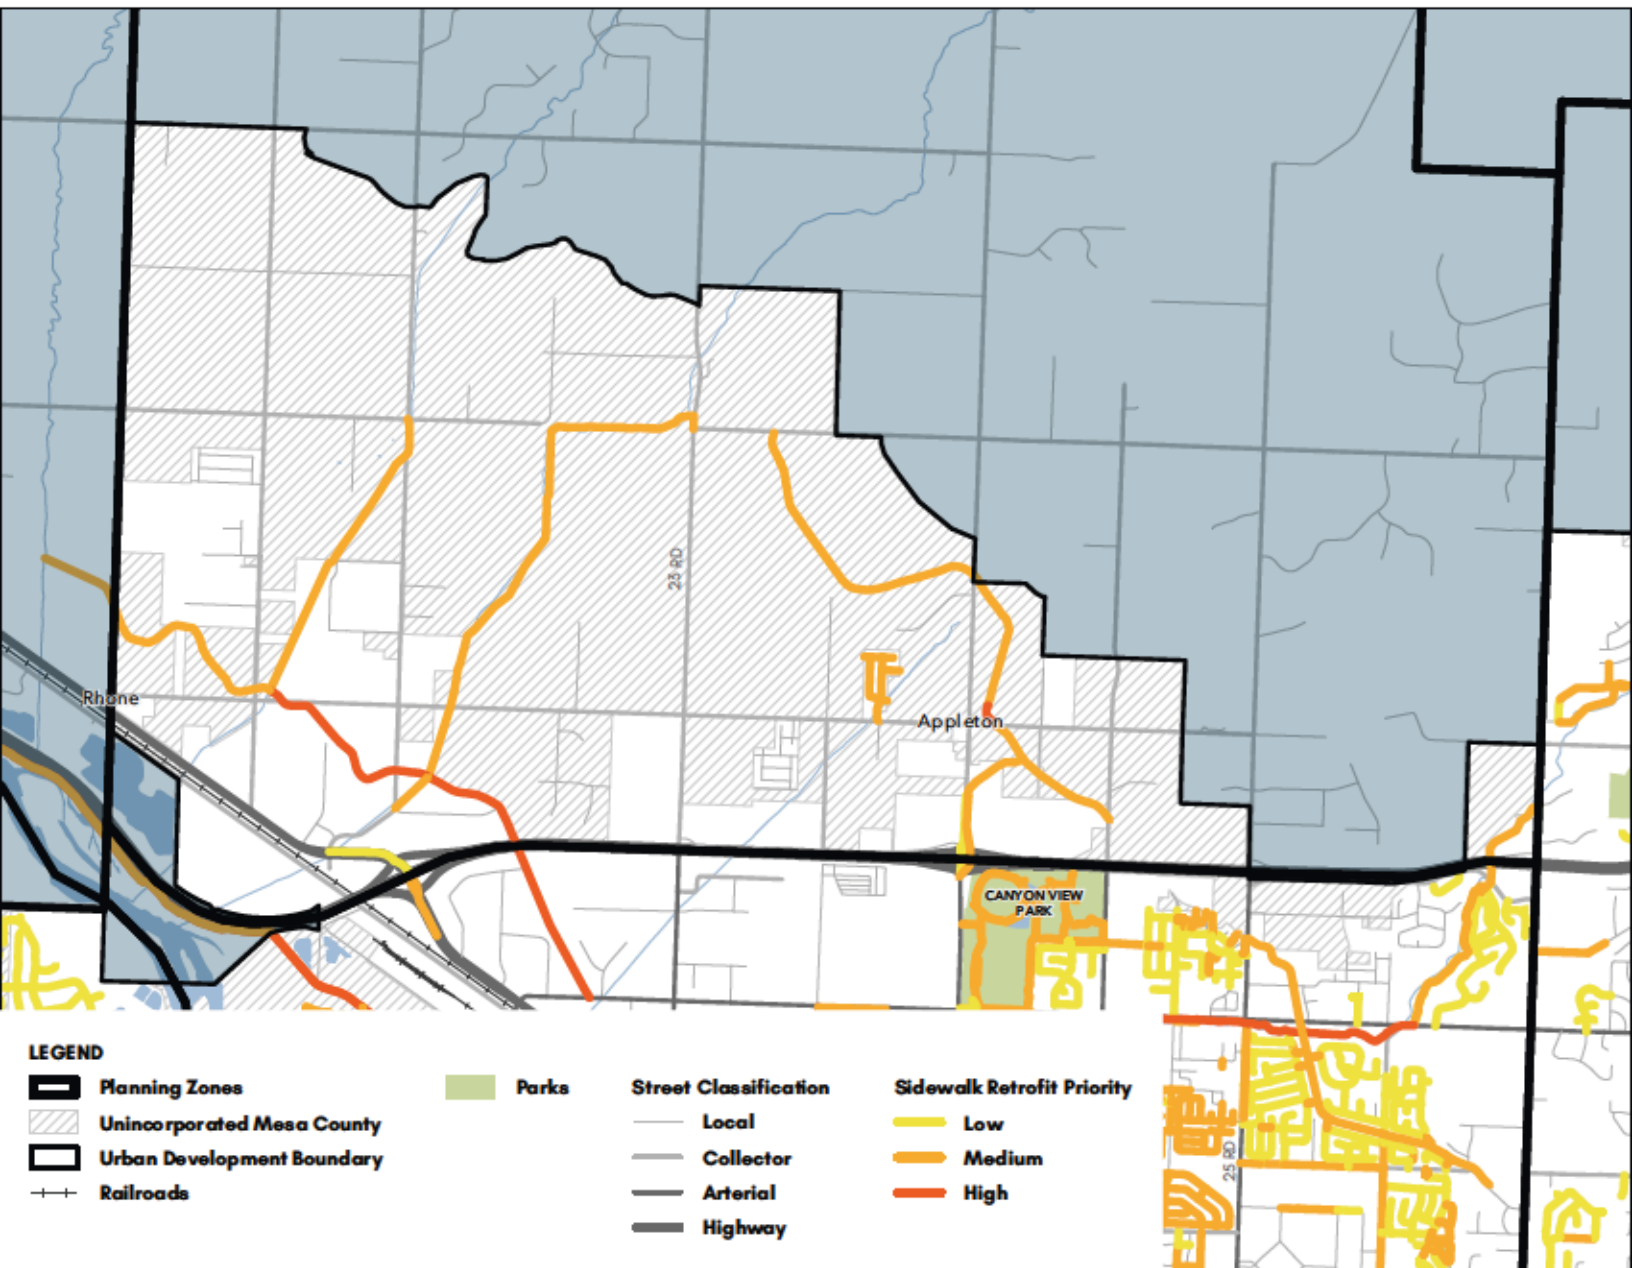 23 RD
Rhone
Appleton
CANYON VIEW
PARK
25 RD
LEGEND
Planning Zones
Unincorporated Mesa County
Urban Development Boundary
Railroads
Parks
Street Classification
Local
Collector
Arterial
Highway
Sidewalk Retrofit Priority
Low
Medium
High